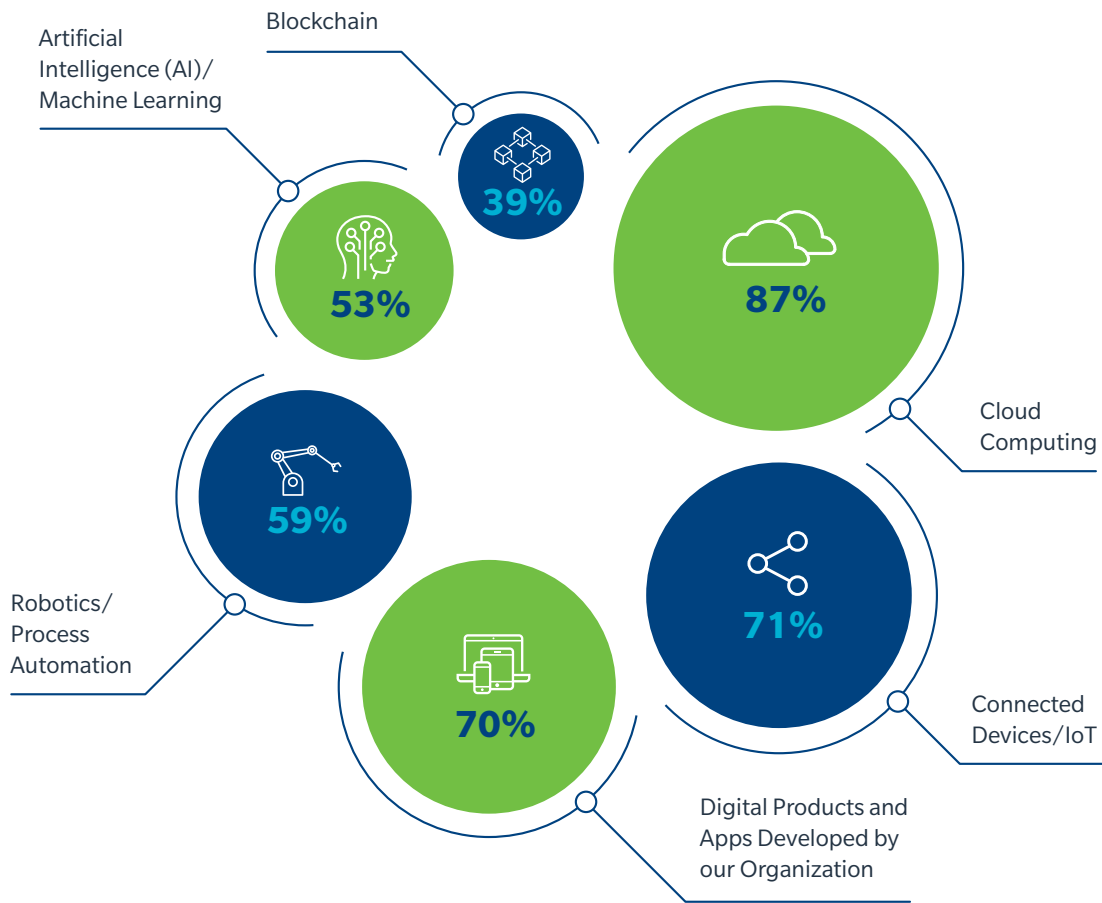 Blockchain
Artificial
Intelligence (AI)/
Machine Learning
39%
53%
87%
Cloud
Computing
59%
71%
Robotics/
Process
Automation
70%
Connected
Devices/IoT
Digital Products and
Apps Developed by
our Organization